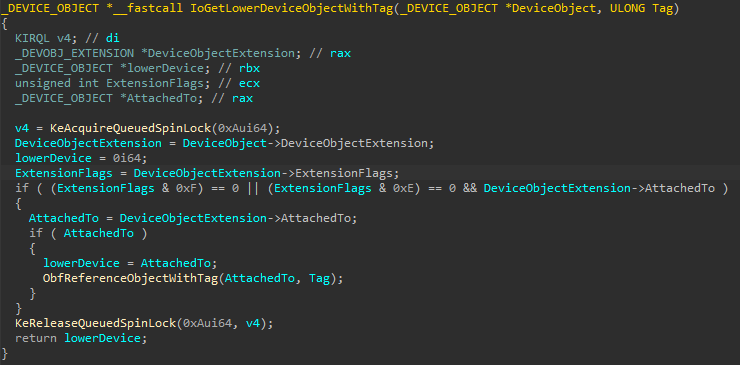 _DEVICE_OBJECT *__fastcall IoGetLowerDeviceObjectWithTag(_DEVICE_OBJECT *DeviceObject, ULONG Tag)
{
  KIRQL v4; // di
  _DEVOBJ_EXTENSION *DeviceObjectExtension; // rax
  _DEVICE_OBJECT *lowerDevice; // rbx
  unsigned int ExtensionFlags; // ecx
  _DEVICE_OBJECT *AttachedTo; // rax

  v4 = KeAcquireQueuedSpinLock(0xAui64);
  DeviceObjectExtension = DeviceObject->DeviceObjectExtension;
  lowerDevice = 0i64;
  ExtensionFlags = DeviceObjectExtension->ExtensionFlags;
  if ( (ExtensionFlags & 0xF) == 0 || (ExtensionFlags & 0xE) == 0 && DeviceObjectExtension->AttachedTo )
  {
    AttachedTo = DeviceObjectExtension->AttachedTo;
    if ( AttachedTo )
    {
      lowerDevice = AttachedTo;
      ObfReferenceObjectWithTag(AttachedTo, Tag);
    }
  }
  KeReleaseQueuedSpinLock(0xAui64, v4);
  return lowerDevice;
}